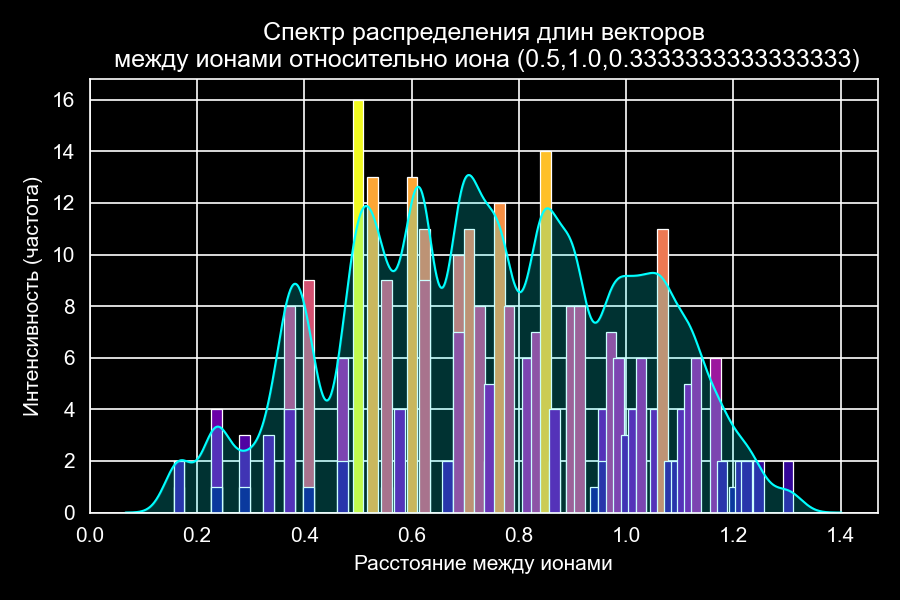 Спектр распределения длин векторов
между ионами относительно иона (0.5,1.0,0.3333333333333333)
Интенсивность (частота)
16
14
12
10
8
6
4
2
0
0.0 0.2 0.4 0.6 0.8 1.0 1.2 1.4
Расстояние между ионами